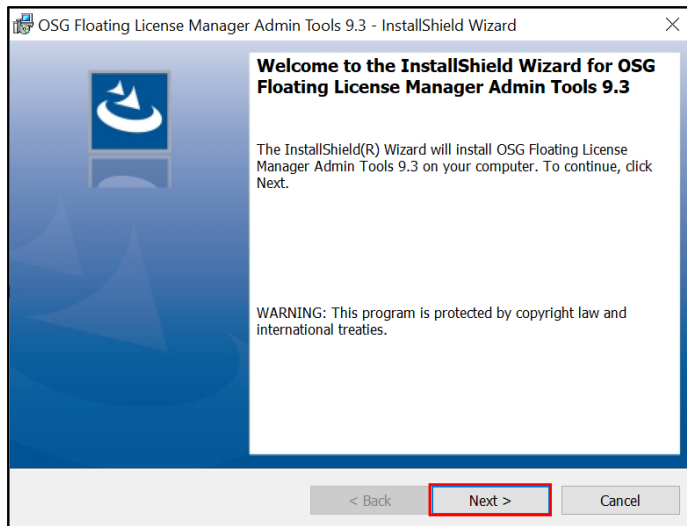 OSG Floating License Manager Admin Tools 9.3 - InstallShield Wizard
Welcome to the InstallShield Wizard for OSG
Floating License Manager Admin Tools 9.3
The InstallShield(R) Wizard will install OSG Floating License
Manager Admin Tools 9.3 on your computer. To continue, click
Next.
WARNING: This program is protected by copyright law and
international treaties.
< Back Next > Cancel